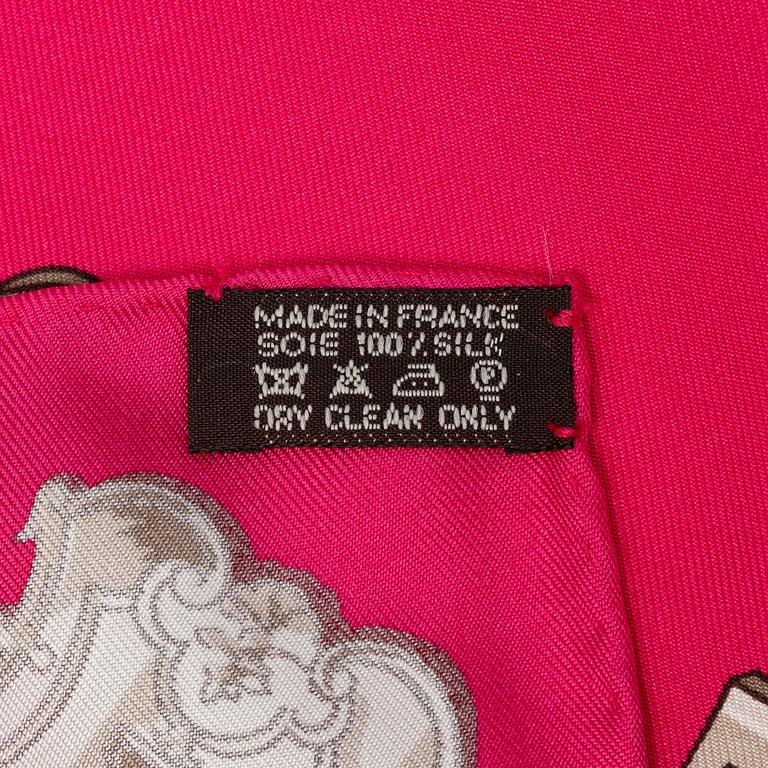 MADE IN FRANCE
SOIE 100% SILK
P
DRY CLEAN ONLY